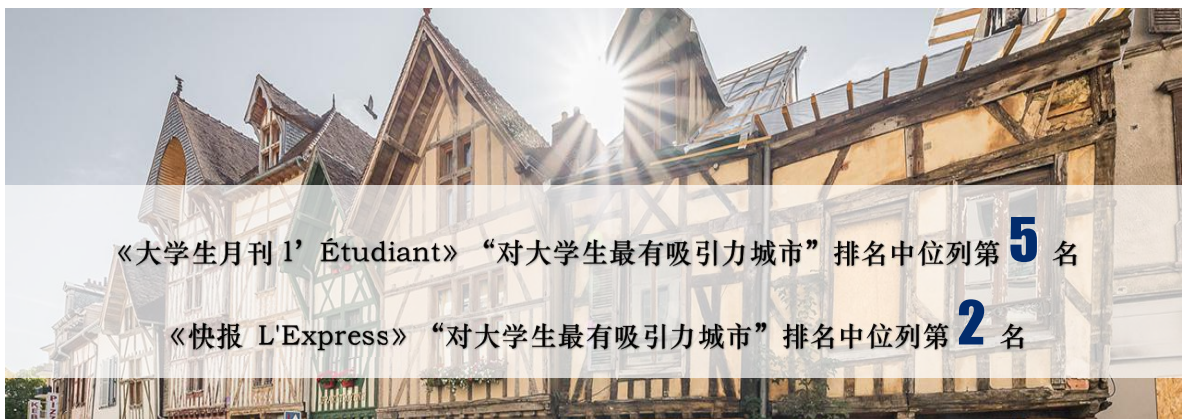 《大学生月刊 l’Étudiant》“对大学生最有吸引力城市”排名中位列第 5 名
《快报 L'Express》“对大学生最有吸引力城市”排名中位列第 2 名